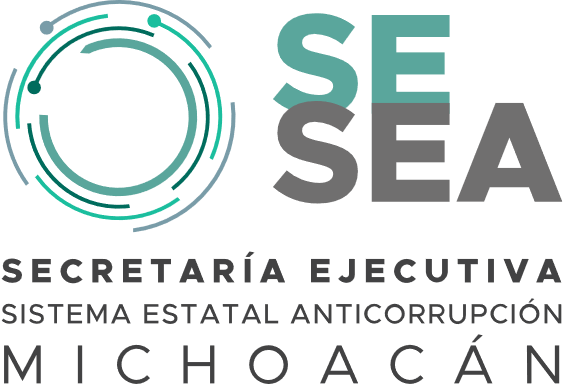 SE
SEA
SECRETARÍA EJECUTIVA
SISTEMA ESTATAL ANTICORRUPCIÓN
MICHOACÁN